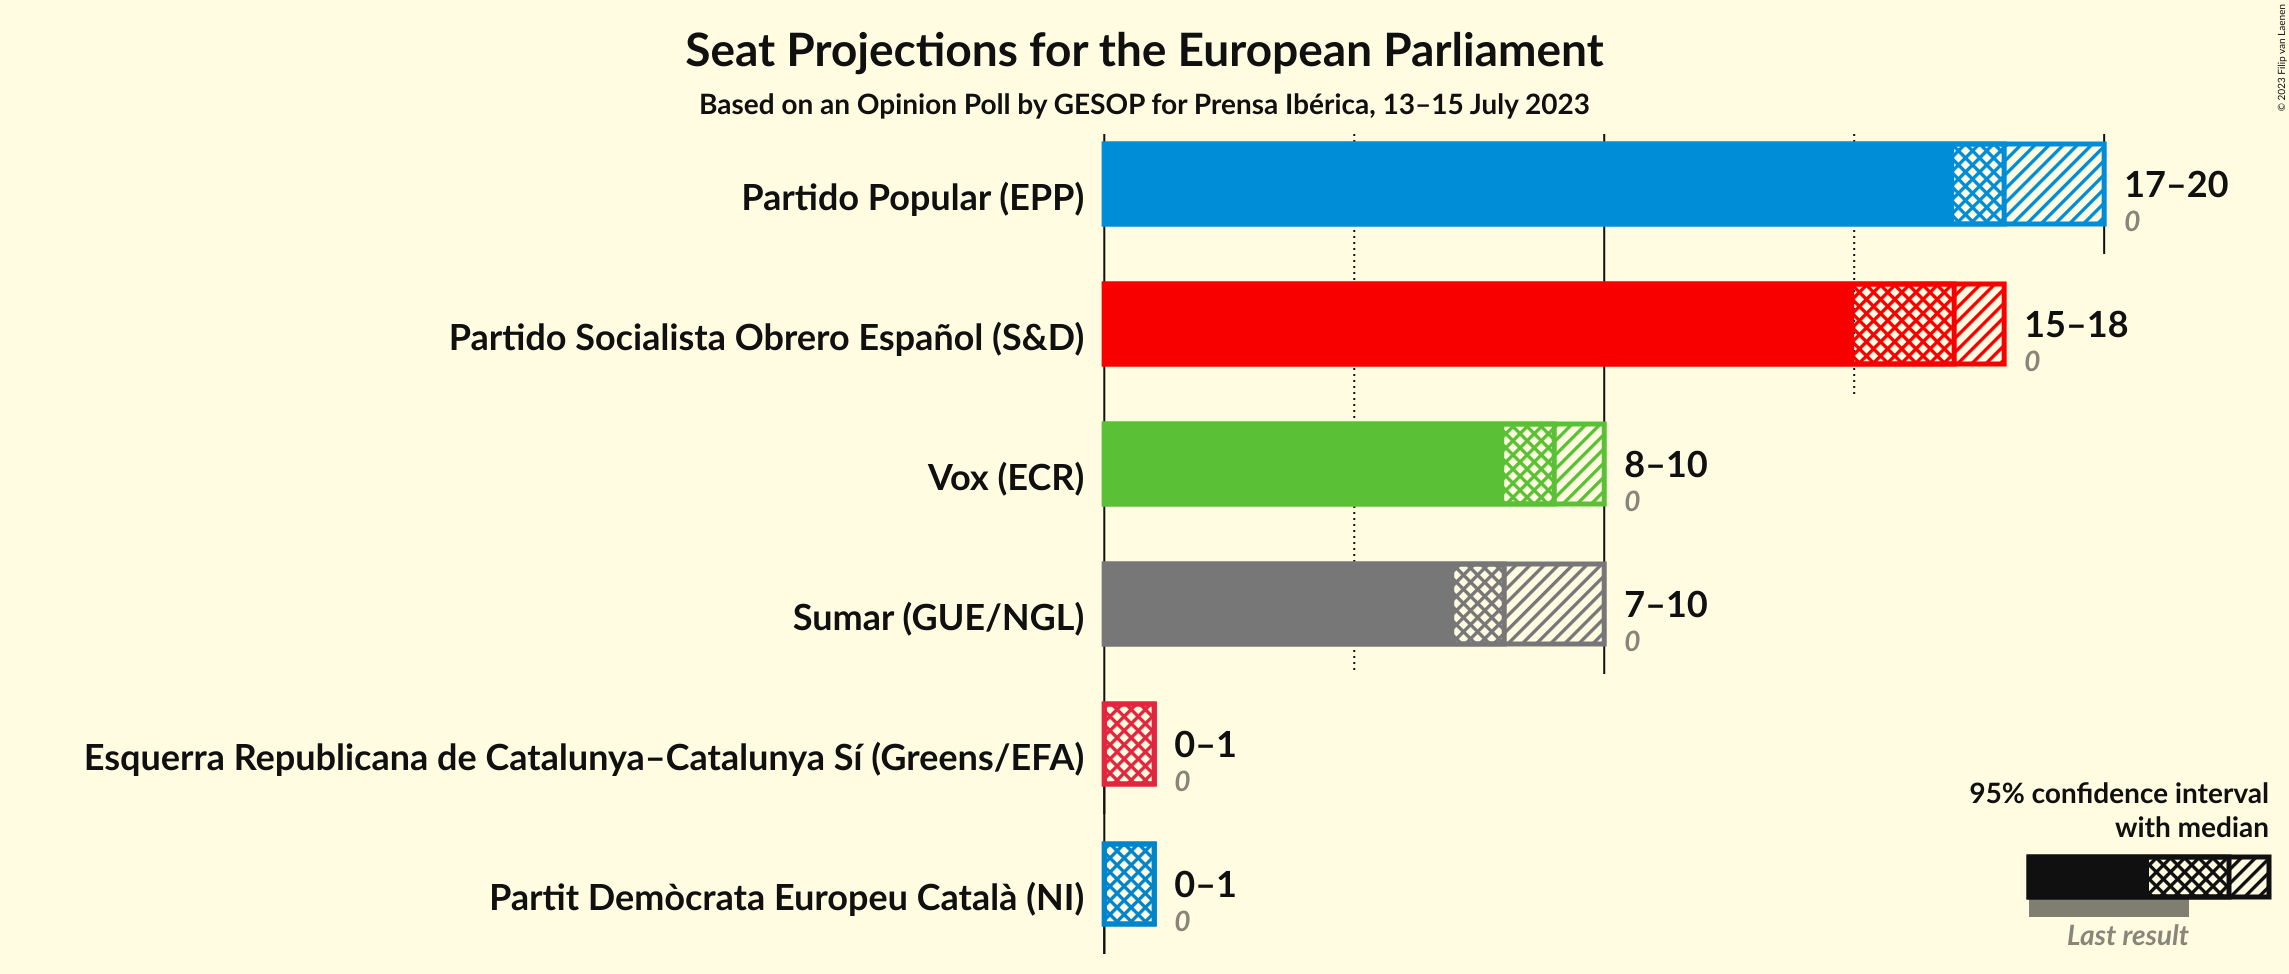 Seat Projections for the European Parliament
Based on an Opinion Poll by GESOP for Prensa Ibérica, 13–15 July 2023
© 2023 Filip van Laenen
Partido Popular (EPP)
17–20
0
Partido Socialista Obrero Español (S&D)
15–18
0
Vox (ECR)
8–10
0
Sumar (GUE/NGL)
7–10
0
Esquerra Republicana de Catalunya–Catalunya Sí (Greens/EFA)
0–1
0
Partit Demòcrata Europeu Català (NI)
0–1
0
95% confidence interval
with median
Last result